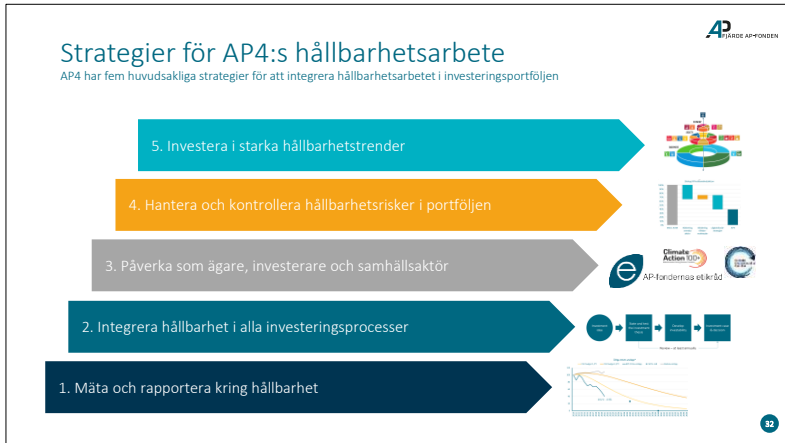 AP
FJÄRDE AP-FONDEN
Strategier för AP4:s hållbarhetsarbete
AP4 har fem huvudsakliga strategier för att integrera hållbarhetsarbetet i investeringsportföljen
5. Investera i starka hållbarhetstrender
4. Hantera och kontrollera hållbarhetsrisker i portföljen
3. Påverka som ägare, investerare och samhällsaktör
Climate
Action 100+
e
AP-fondernas etikråd
2. Integrera hållbarhet i alla investeringsprocesser
1. Mäta och rapportera kring hållbarhet
32